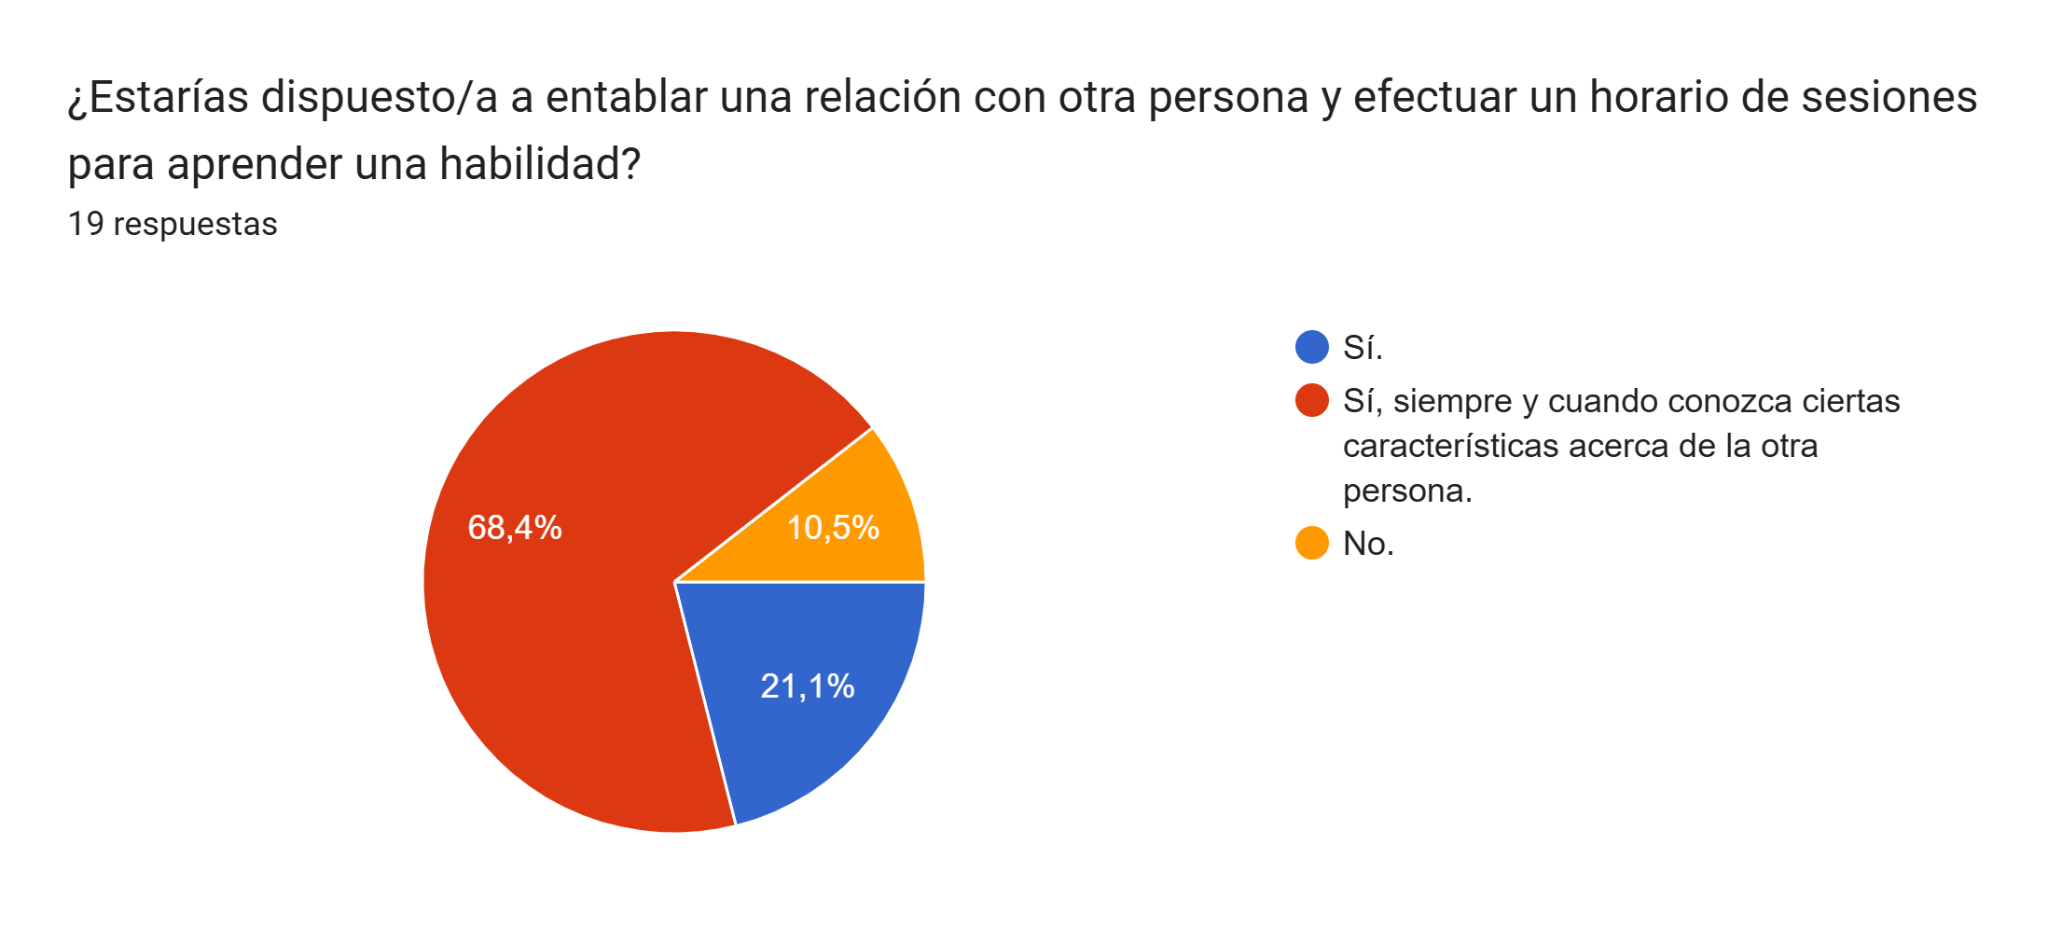 ¿Estarías dispuesto/a a entablar una relación con otra persona y efectuar un horario de sesiones
para aprender una habilidad?
19 respuestas
Sí.
Sí, siempre y cuando conozca ciertas
características acerca de la otra
persona.
No.
68,4%
10,5%
21,1%